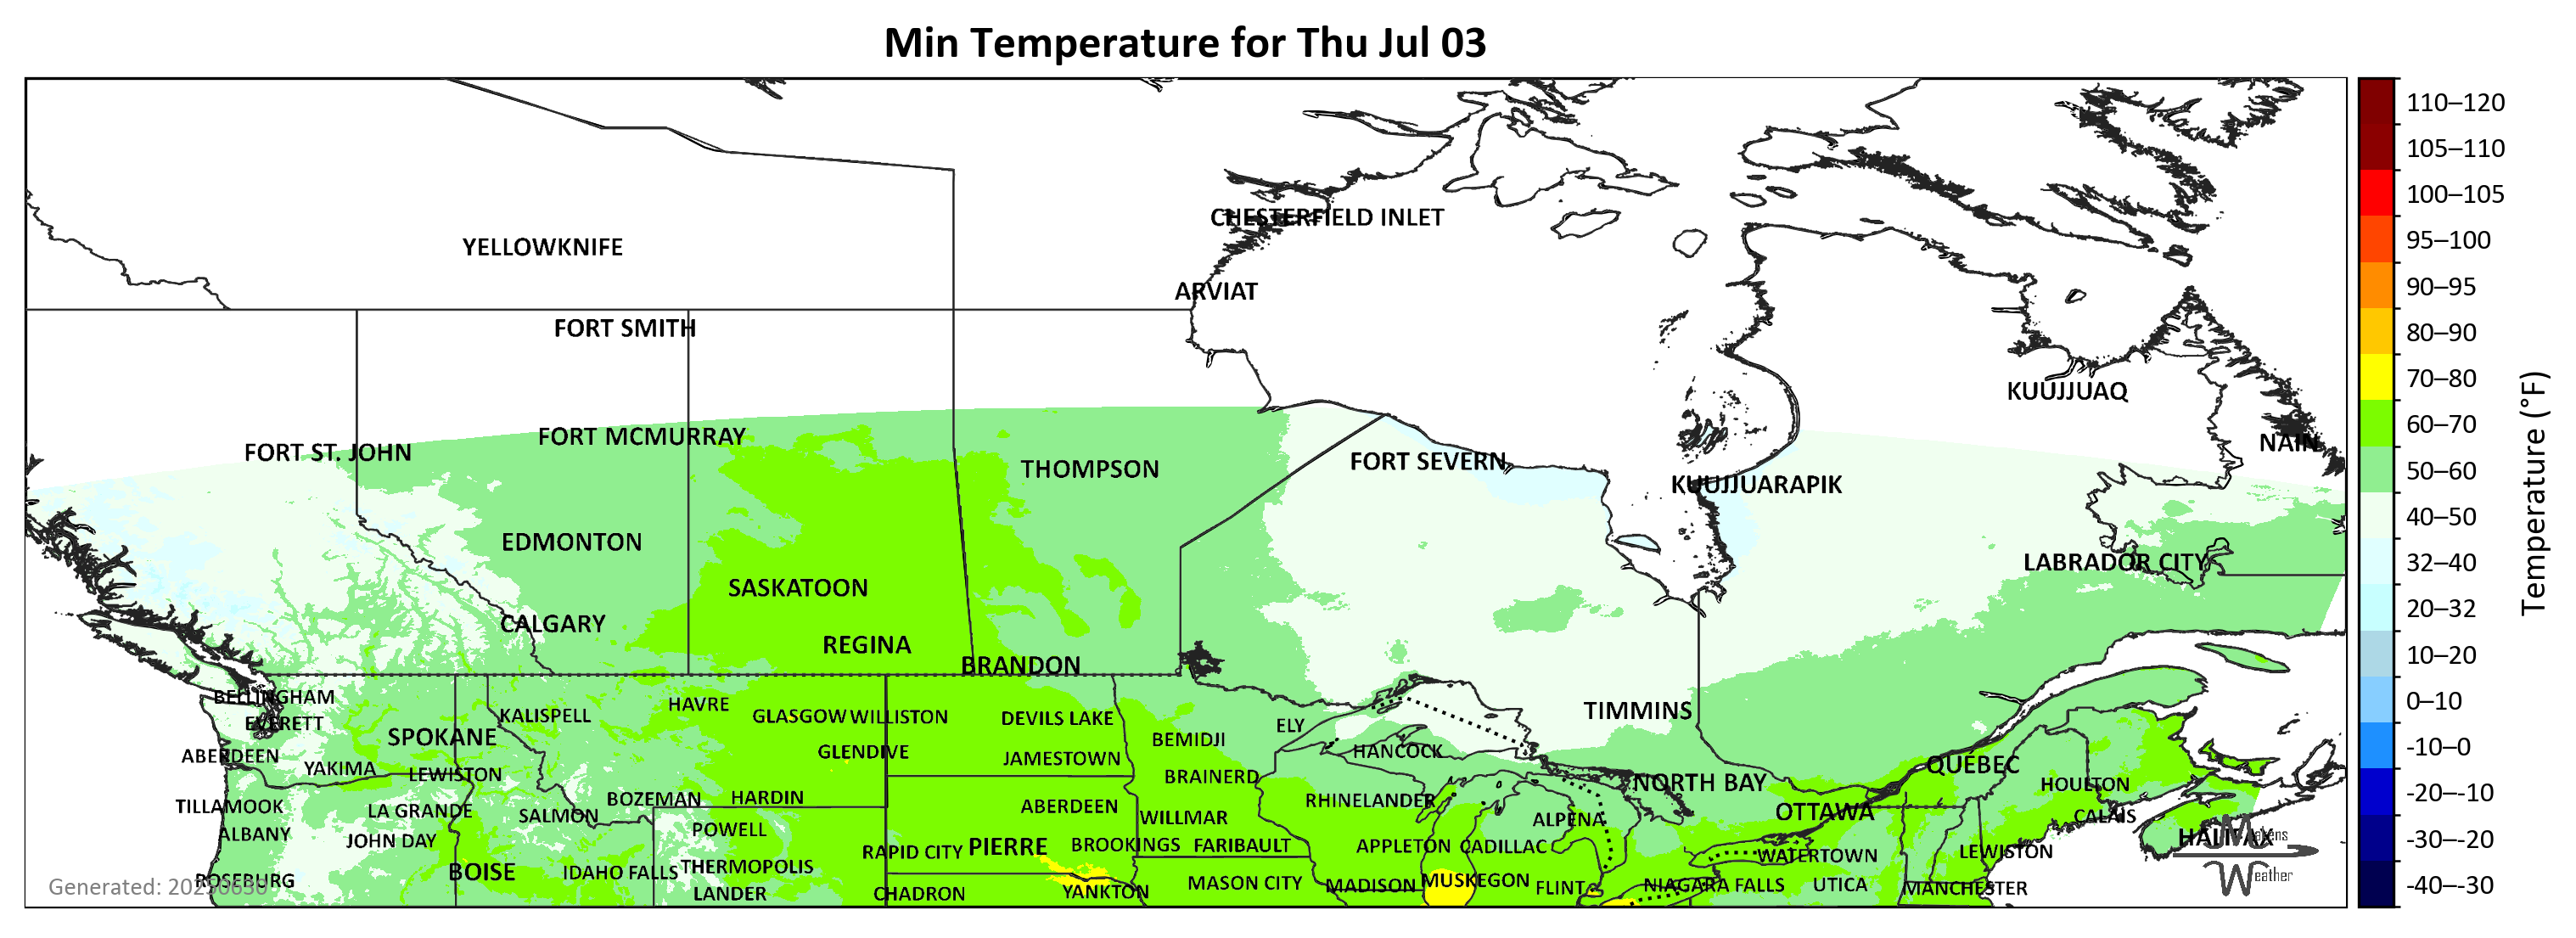 Min Temperature for Thu Jul 03
110–120
105–110
100–105
95–100
90–95
80–90
70–80
60–70
50–60
40–50
32–40
20–32
10–20
0–10
-10–0
-20–-10
-30–-20
-40–-30
Temperature (°F)
CHESTERFIELD INLET
YELLOWKNIFE
ARVIAT
FORT SMITH
KUUJJUAQ
FORT MCMURRAY
NAIN
FORT ST. JOHN
FORT SEVERN
THOMPSON
KUUJJUARAPIK
EDMONTON
LABRADOR CITY
SASKATOON
CALGARY
REGINA
BRANDON
BELLINGHAM
HAVRE
TIMMINS
KALISPELL
GLASGOW
WILLISTON
DEVILS LAKE
EVERETT
ELY
SPOKANE
BEMIDJI
HANCOCK
GLENDIVE
ABERDEEN
JAMESTOWN
QUÉBEC
YAKIMA
LEWISTON
BRAINERD
NORTH BAY
HOULTON
BOZEMAN
HARDIN
RHINELANDER
TILLAMOOK
ABERDEEN
LA GRANDE
OTTAWA
SALMON
WILLMAR
CALAIS
ALPENA
POWELL
ALBANY
HALIFAX
JOHN DAY
PIERRE
BROOKINGS
FARIBAULT
APPLETON
CADILLAC
RAPID CITY
LEWISTON
WATERTOWN
THERMOPOLIS
BOISE
IDAHO FALLS
ROSEBURG
MUSKEGON
MASON CITY
MADISON
FLINT
NIAGARA FALLS
UTICA
MANCHESTER
YANKTON
LANDER
CHADRON
Generated: 20250630
Makens
Weather